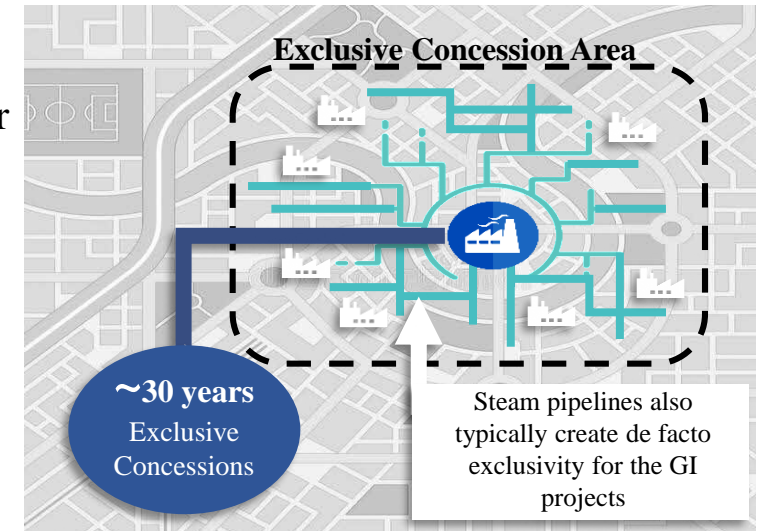 Exclusive Concession Area
r
~30 years
Exclusive
Concessions
Steam pipelines also
typically create de facto
exclusivity for the GI
projects